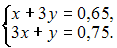 x + 3y = 0,65,
3x + y = 0,75.